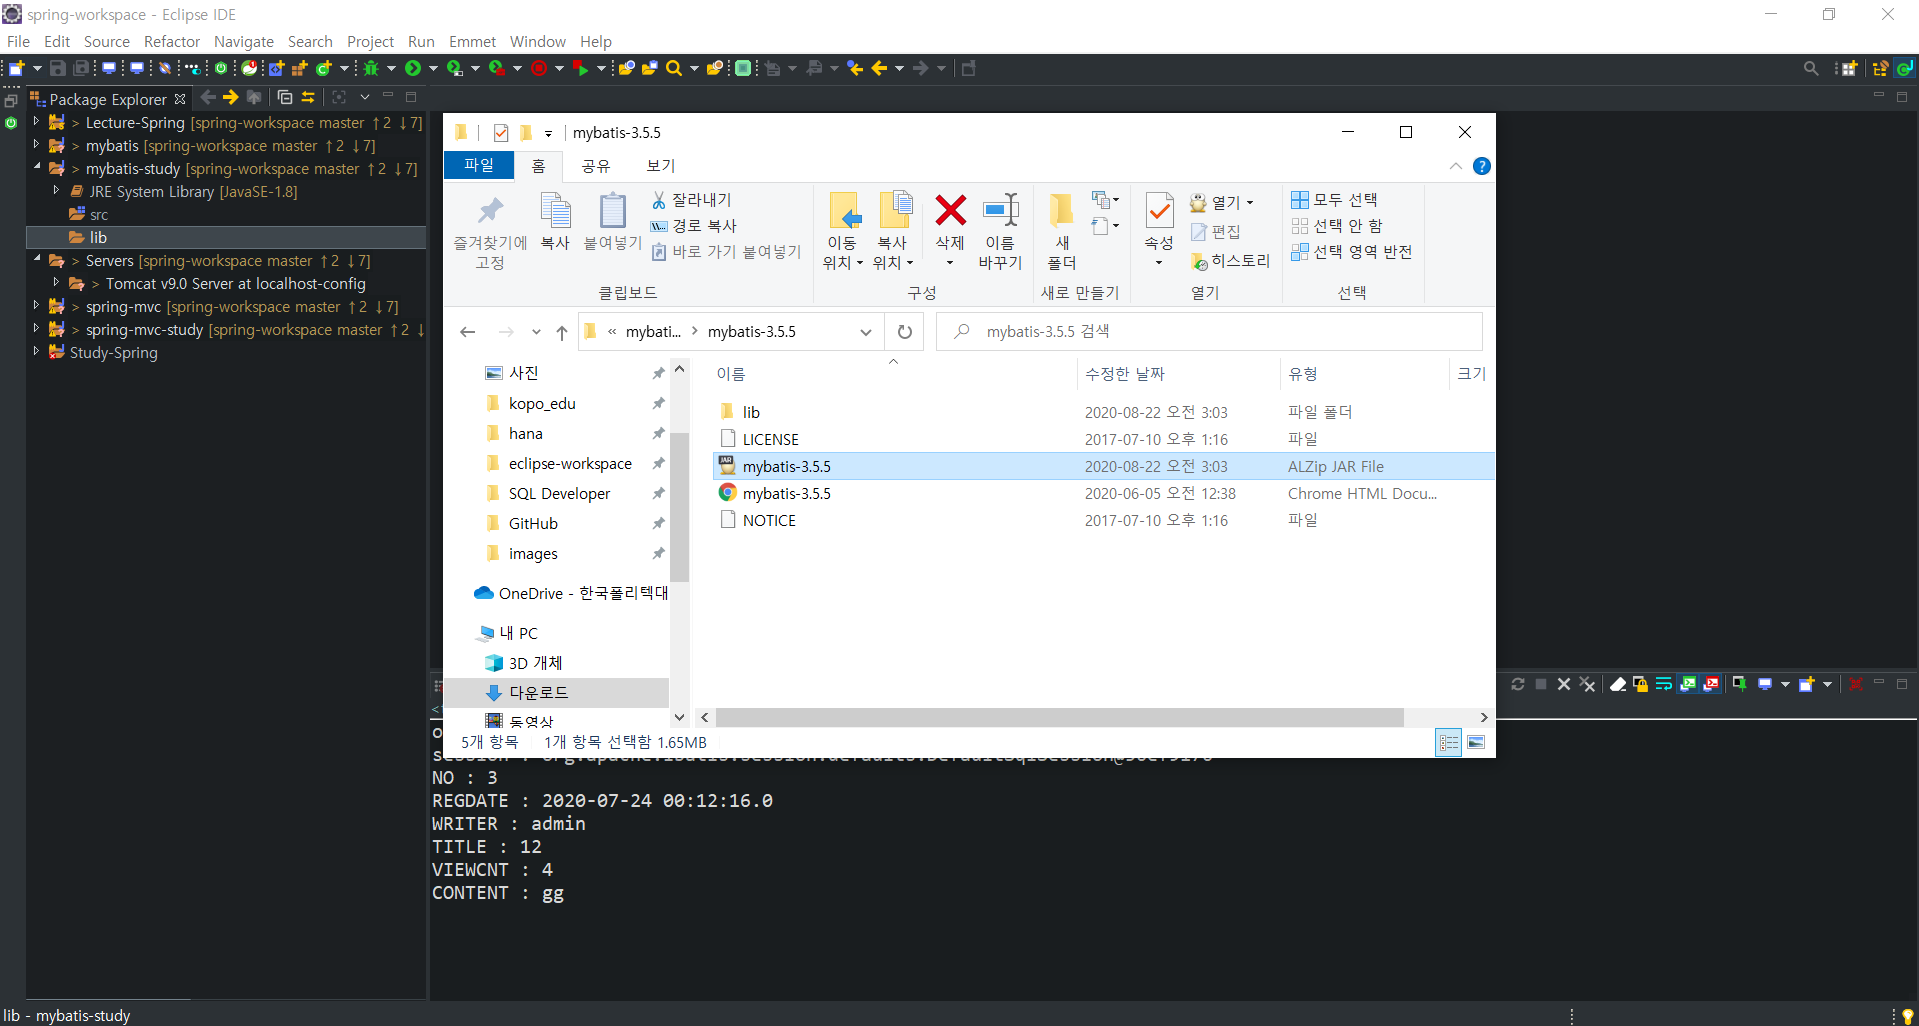 spring-workspace - Eclipse IDE
File Edit Source Refactor Navigate Search Project Run Emmet Window Help
Package Explorer
> Lecture-Spring [spring-workspace master ↑2 ↓7]
> mybatis [spring-workspace master ↑2 ↓7]
> mybatis-study [spring-workspace master ↑2 ↓7]
JRE System Library [JavaSE-1.8]
src
lib
> Servers [spring-workspace master ↑2 ↓7]
> Tomcat v9.0 Server at localhost-config
> spring-mvc [spring-workspace master ↑2 ↓7]
> spring-mvc-study [spring-workspace master ↑2 ↓
Study-Spring
mybatis-3.5.5
파일 홈 공유 보기
즐겨찾기에 고정
복사
붙여넣기
잘라내기
경로 복사
바로 가기 붙여넣기
클립보드
이동 위치
복사 위치
삭제
이름 바꾸기
구성
새 폴더
새로 만들기
속성
열기
편집
히스토리
열기
모두 선택
선택 안 함
선택 영역 반전
선택
« mybati... > mybatis-3.5.5
mybatis-3.5.5 검색
사진
kopo_edu
hana
eclipse-workspace
SQL Developer
GitHub
images
OneDrive - 한국폴리텍대
내 PC
3D 개체
다운로드
동영상
이름 수정한 날짜 유형 크기
lib 2020-08-22 오전 3:03 파일 폴더
LICENSE 2017-07-10 오후 1:16 파일
mybatis-3.5.5 2020-08-22 오전 3:03 ALZip JAR File
mybatis-3.5.5 2020-06-05 오전 12:38 Chrome HTML Docu...
NOTICE 2017-07-10 오후 1:16 파일
5개 항목 1개 항목 선택함 1.65MB
NO : 3
REGDATE : 2020-07-24 00:12:16.0
WRITER : admin
TITLE : 12
VIEWCNT : 4
CONTENT : gg
lib - mybatis-study